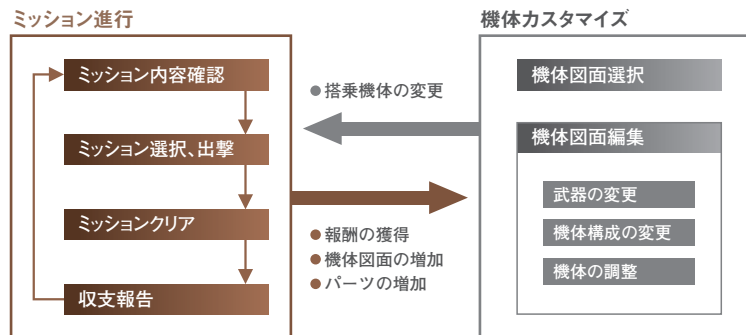 ミッション進行
ミッション内容確認
ミッション選択、出撃
ミッションクリア
収支報告
●搭乗機体の変更
●報酬の獲得
●機体図面の増加
●パーツの増加
機体カスタマイズ
機体図面選択
機体図面編集
武器の変更
機体構成の変更
機体の調整